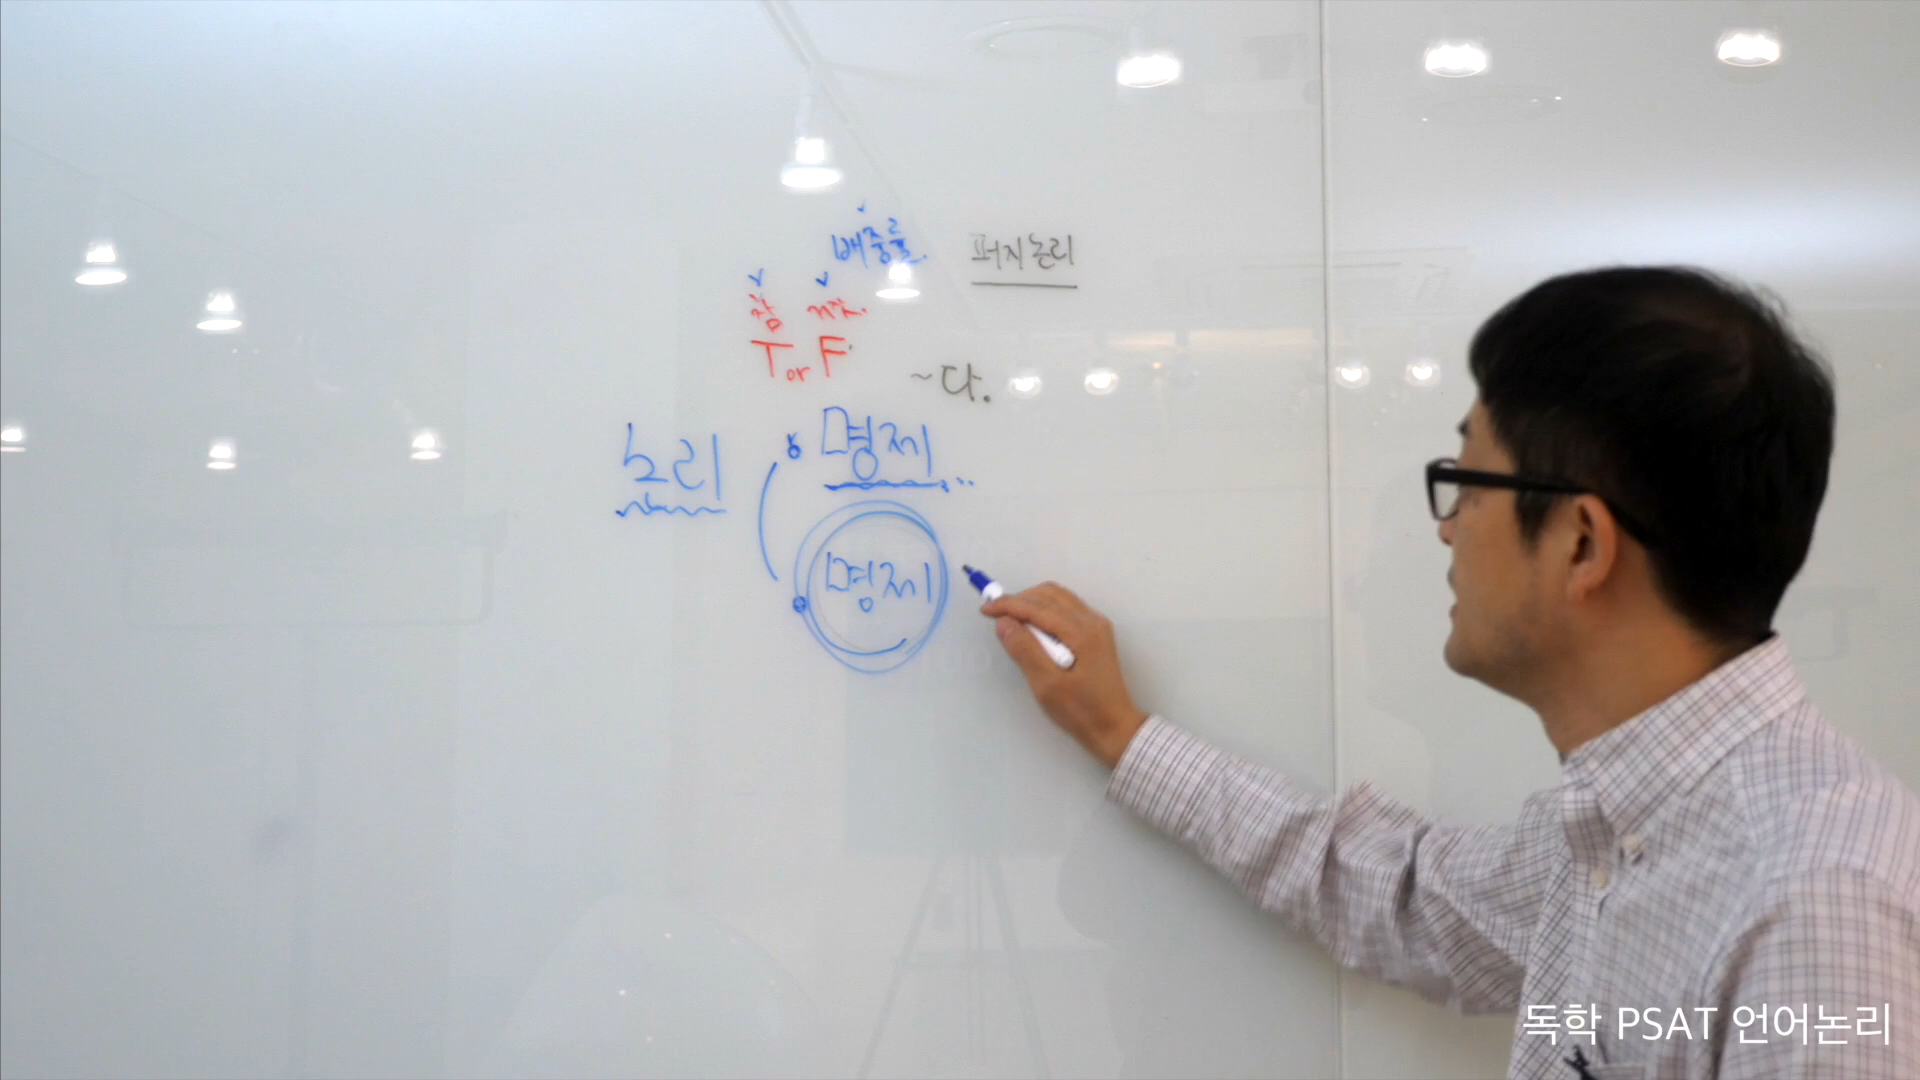 배중률. 퍼지논리
참 거짓.
T or F.
~다.
논리 명제
명제
독학 PSAT 언어논리